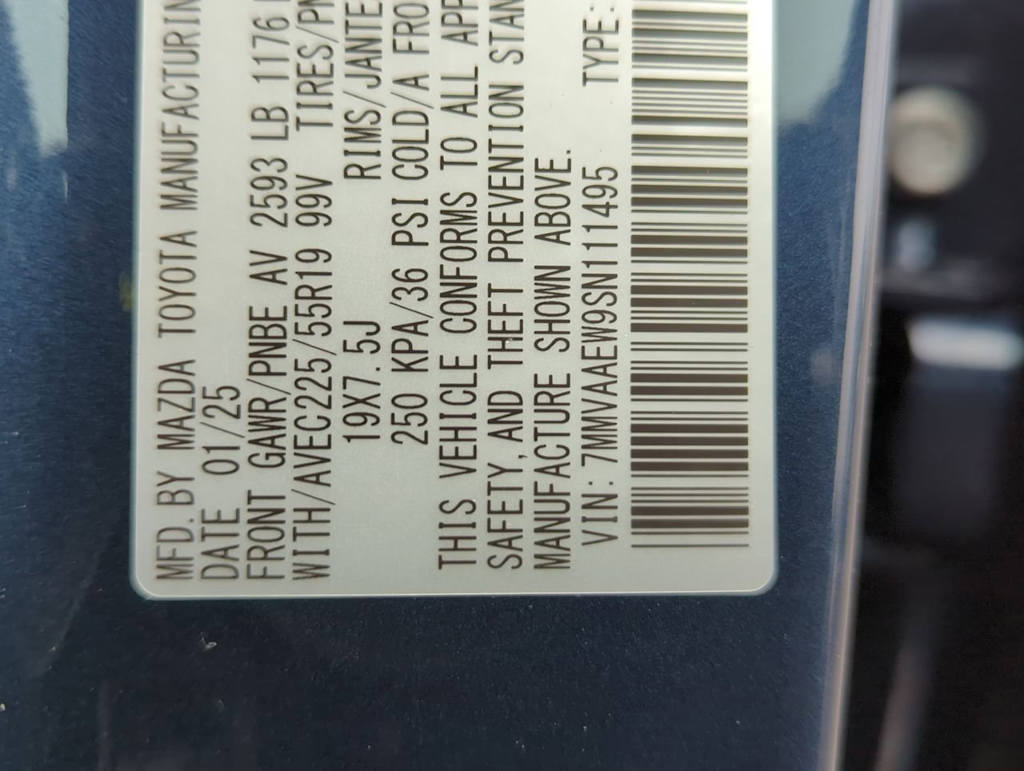 MFD. BY MAZDA TOYOTA MANUFACTURIN
DATE 01/25
FRONT GAWR/PNBE AV 2593 LB 1176
WITH/AVEC225/55R19 99V TIRES/PN
19X7.5J RIMS/JANTE
250 KPA/36 PSI COLD/A FRO
THIS VEHICLE CONFORMS TO ALL APP
SAFETY, AND THEFT PREVENTION STAN
MANUFACTURE SHOWN ABOVE.
VIN: 7MMVAAEW9SN111495 TYPE: